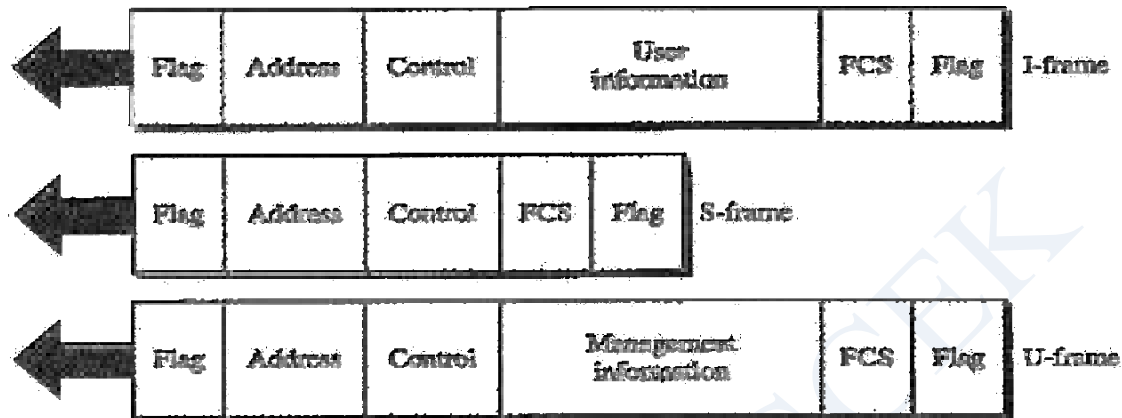 Flag Address Control User information FCS Flag I-frame
Flag Address Control FCS Flag S-frame
Flag Address Control Management information FCS Flag U-frame